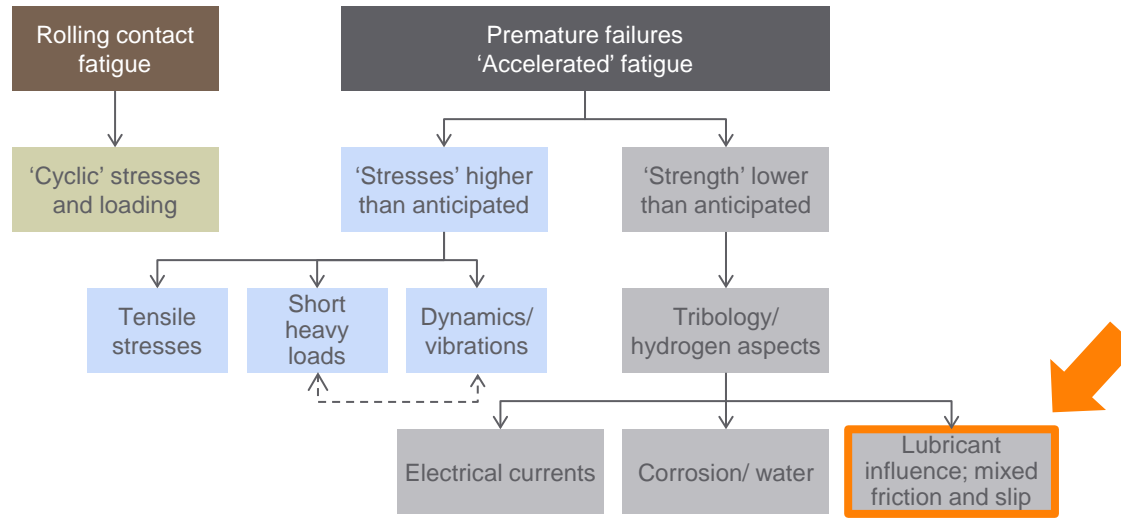 Rolling contact
fatigue
Premature failures
‘Accelerated’ fatigue
‘Cyclic’ stresses
and loading
‘Stresses’ higher
than anticipated
‘Strength’ lower
than anticipated
Tensile
stresses
Short
heavy
loads
Dynamics/
vibrations
Tribology/
hydrogen aspects
Electrical currents
Corrosion/ water
Lubricant
influence; mixed
friction and slip